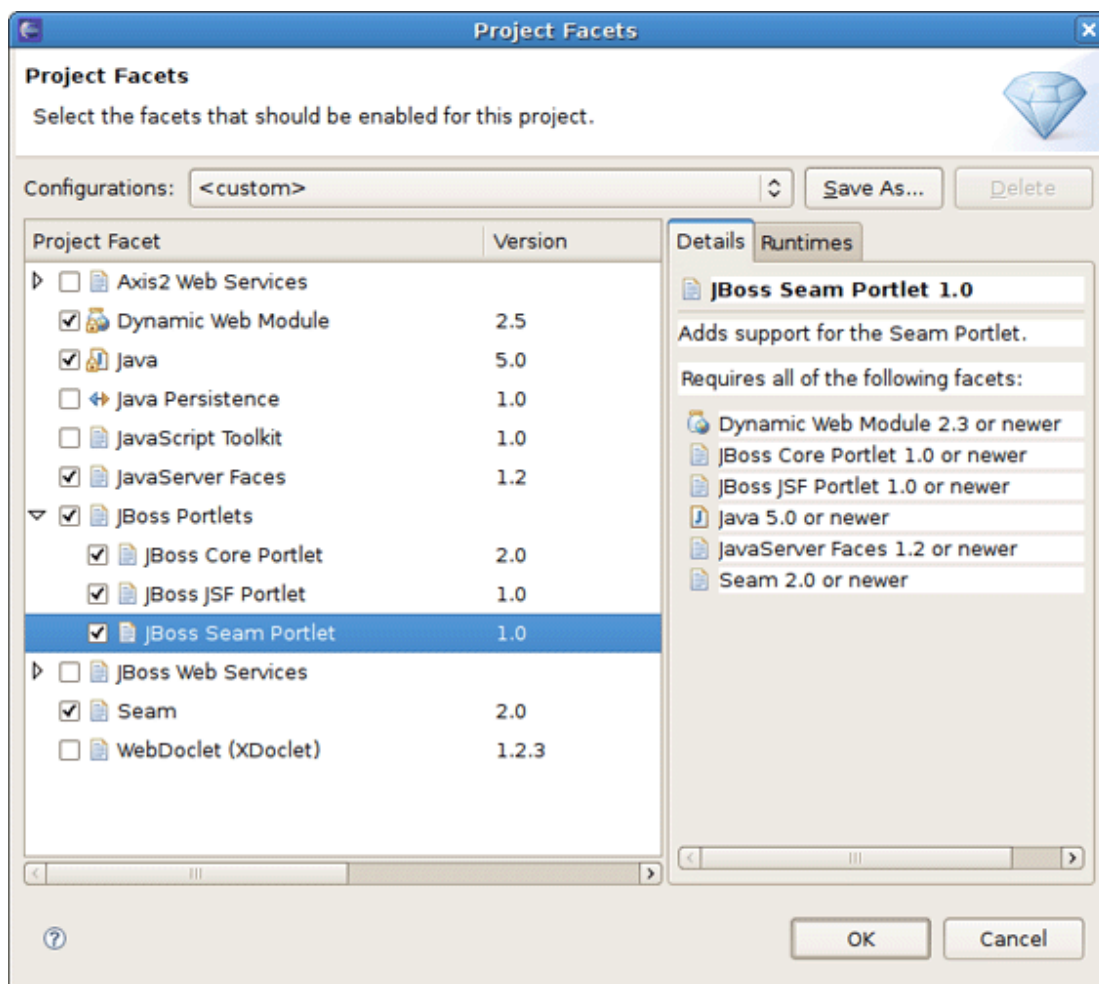 Project Facets
Project Facets
Select the facets that should be enabled for this project.
Configurations: <custom> Save As... Delete
Project Facet Version
Axis2 Web Services
Dynamic Web Module 2.5
Java 5.0
Java Persistence 1.0
JavaScript Toolkit 1.0
JavaServer Faces 1.2
JBoss Portlets
JBoss Core Portlet 2.0
JBoss JSF Portlet 1.0
JBoss Seam Portlet 1.0
JBoss Web Services
Seam 2.0
WebDoclet (XDoclet) 1.2.3
Details Runtimes
JBoss Seam Portlet 1.0
Adds support for the Seam Portlet.
Requires all of the following facets:
Dynamic Web Module 2.3 or newer
JBoss Core Portlet 1.0 or newer
JBoss JSF Portlet 1.0 or newer
Java 5.0 or newer
JavaServer Faces 1.2 or newer
Seam 2.0 or newer
OK Cancel